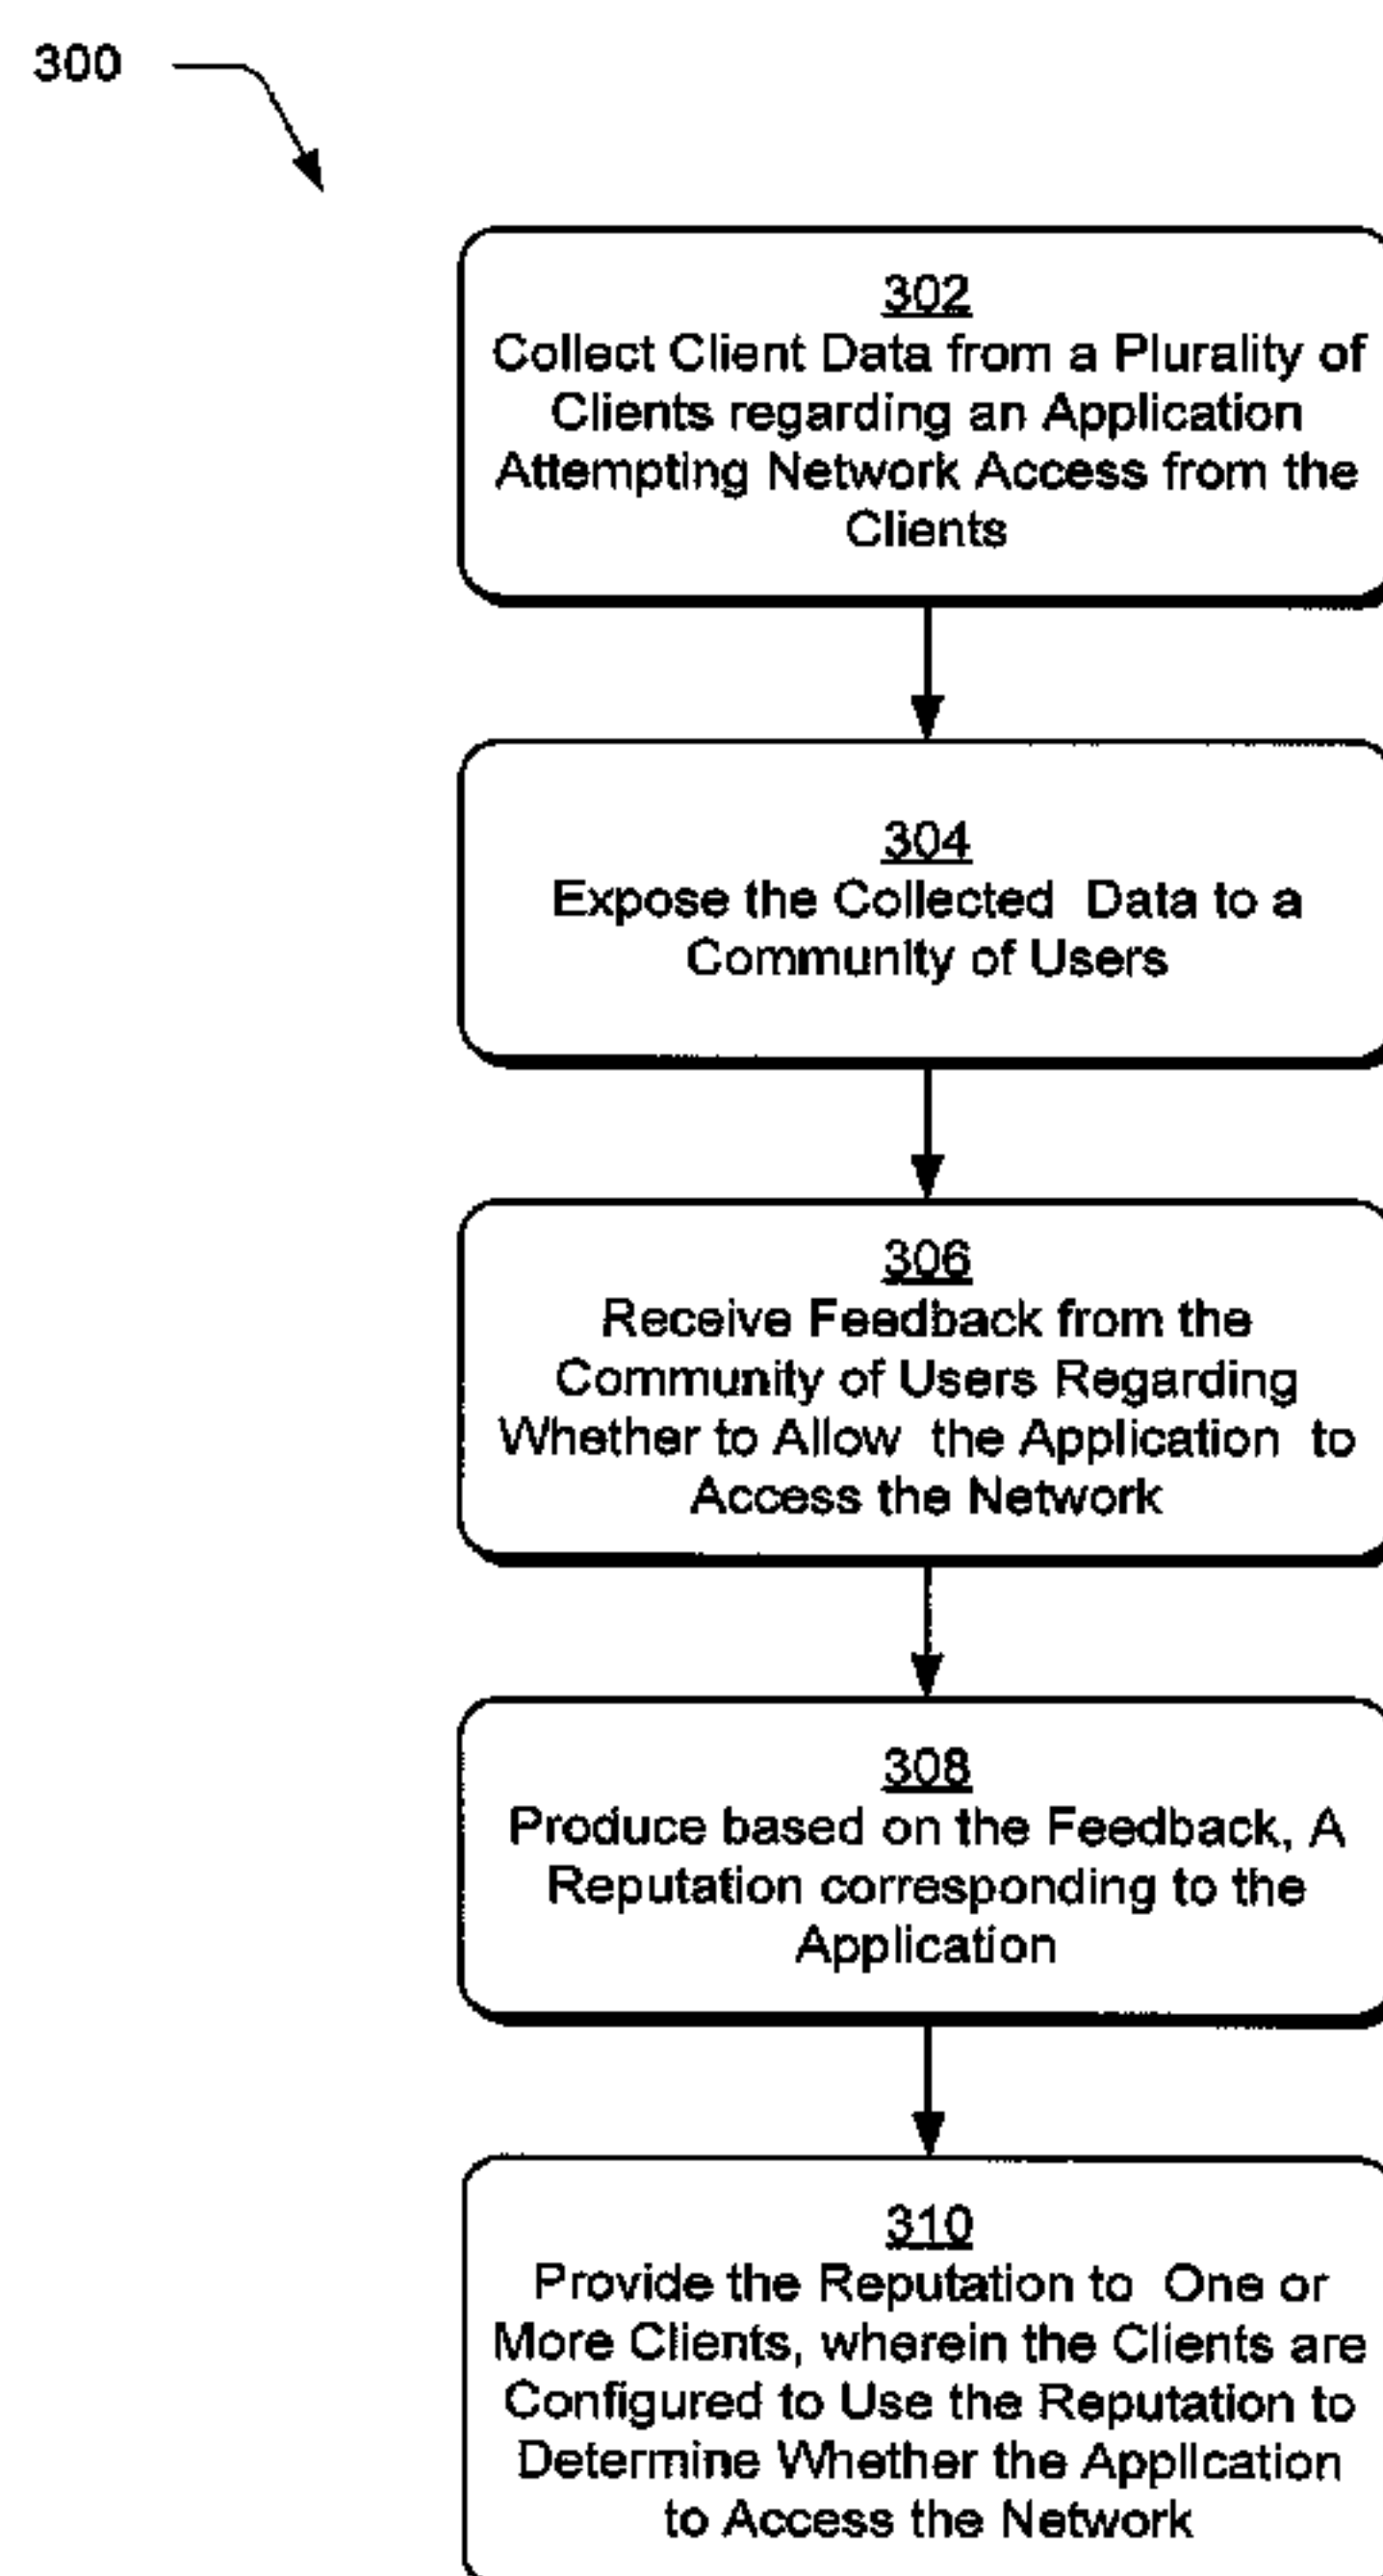 300
302
Collect Client Data from a Plurality of
Clients regarding an Application
Attempting Network Access from the
Clients
304
Expose the Collected Data to a
Community of Users
306
Receive Feedback from the
Community of Users Regarding
Whether to Allow the Application to
Access the Network
308
Produce based on the Feedback, A
Reputation corresponding to the
Application
310
Provide the Reputation to One or
More Clients, wherein the Clients are
Configured to Use the Reputation to
Determine Whether the Application
to Access the Network